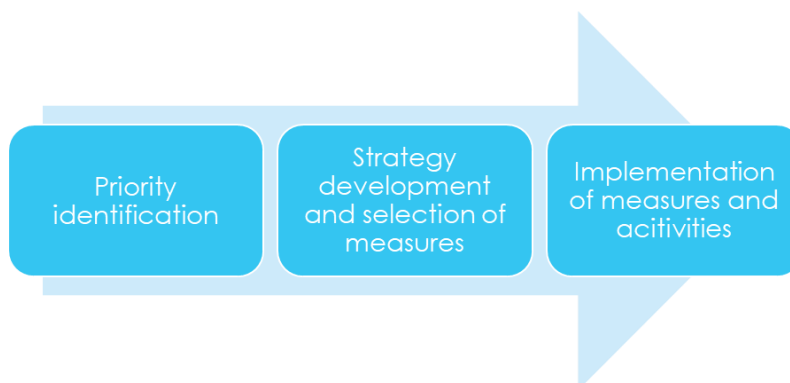 Priority
identification
Strategy
development
and selection of
measures
Implementation
of measures and
acitivities